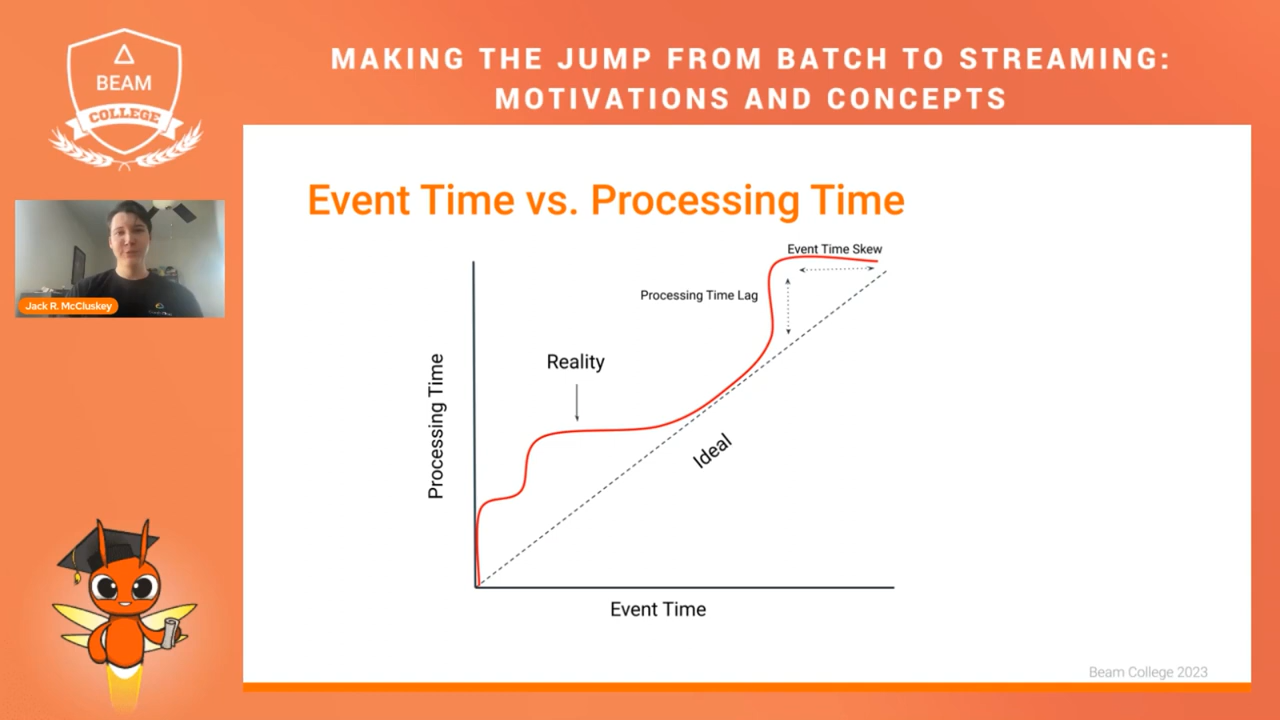 BEAM
COLLEGE
MAKING THE JUMP FROM BATCH TO STREAMING:
MOTIVATIONS AND CONCEPTS
Jack R. McCluskey
Event Time vs. Processing Time
Event Time Skew
Processing Time Lag
Reality
Processing Time
Ideal
Event Time
Beam College 2023